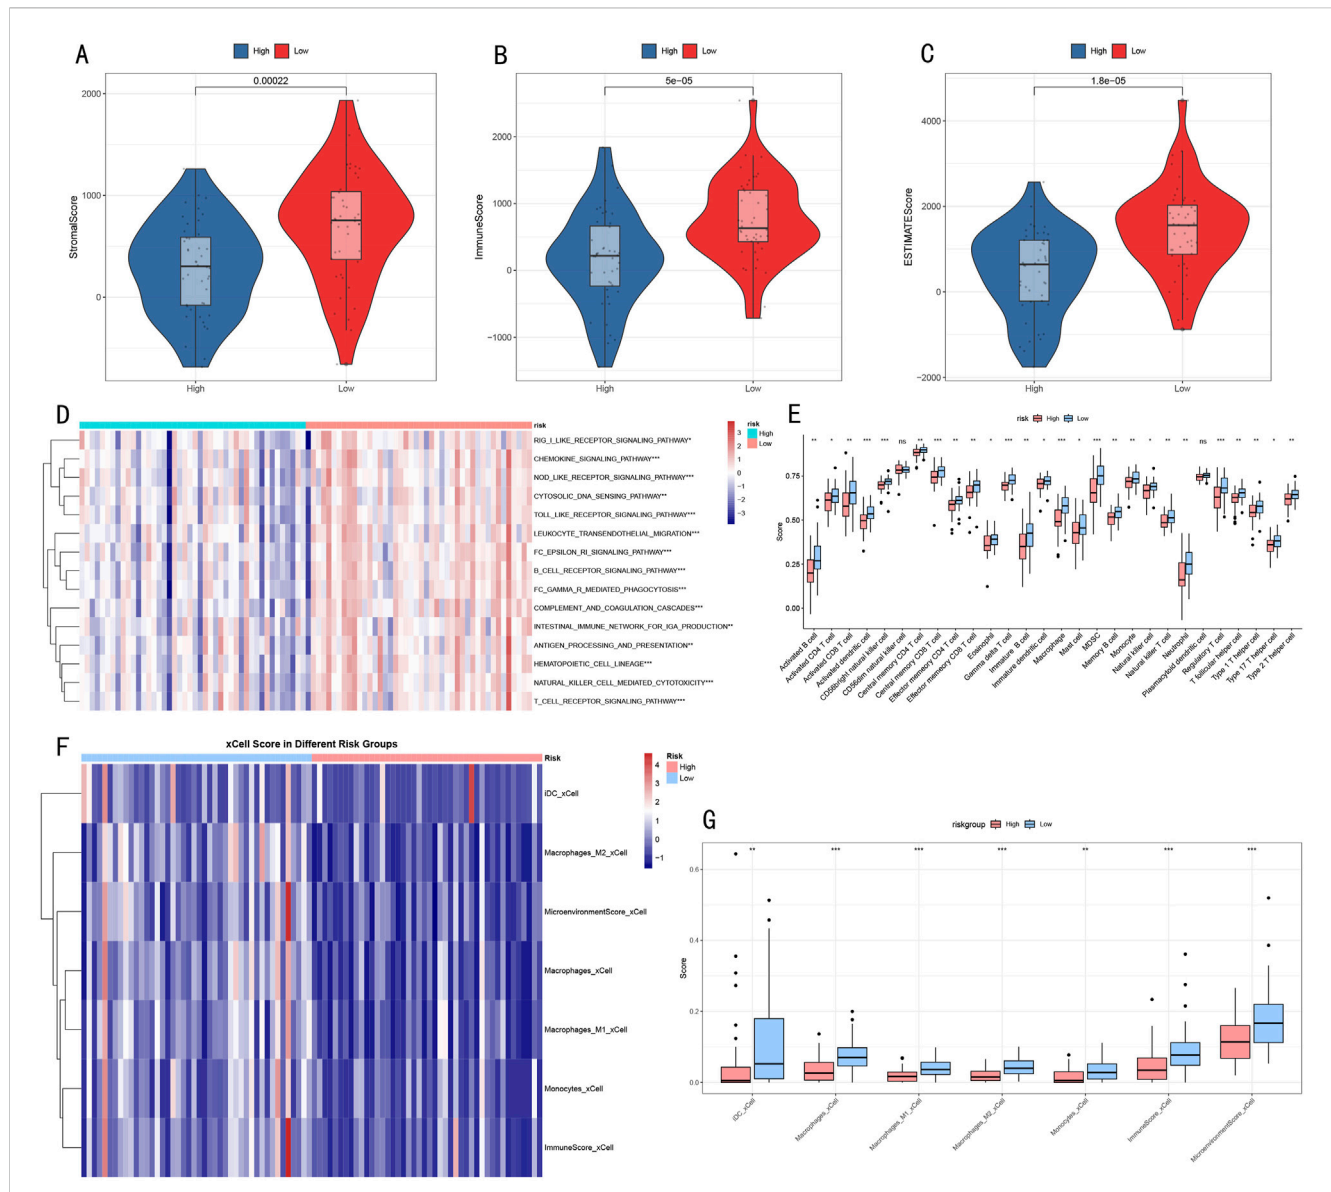 A
High Low
0.00022
StromalScore
2000
1000
0
High Low
B
High Low
5e-05
ImmuneScore
2000
1000
0
−1000
High Low
C
High Low
1.8e-05
ESTIMATEScore
4000
2000
0
−2000
High Low
D
risk
RIG_I_LIKE_RECEPTOR_SIGNALING_PATHWAY*
CHEMOKINE_SIGNALING_PATHWAY***
NOD_LIKE_RECEPTOR_SIGNALING_PATHWAY***
CYTOSOLIC_DNA_SENSING_PATHWAY**
TOLL_LIKE_RECEPTOR_SIGNALING_PATHWAY***
LEUKOCYTE_TRANSENDOTHELIAL_MIGRATION***
FC_EPSILON_RI_SIGNALING_PATHWAY***
B_CELL_RECEPTOR_SIGNALING_PATHWAY***
FC_GAMMA_R_MEDIATED_PHAGOCYTOSIS***
COMPLEMENT_AND_COAGULATION_CASCADES***
INTESTINAL_IMMUNE_NETWORK_FOR_IGA_PRODUCTION**
ANTIGEN_PROCESSING_AND_PRESENTATION**
HEMATOPOIETIC_CELL_LINEAGE***
NATURAL_KILLER_CELL_MEDIATED_CYTOTOXICITY***
T_CELL_RECEPTOR_SIGNALING_PATHWAY***
3
2
1
0
−1
−2
−3
risk
High
Low
E
risk High Low
** * ** *** *** ns ** *** ** ** * *** ** * *** ** *** ** ** * ** ** ns *** ** ** * **
Score
0.75
0.50
0.25
0.00
Activated B cell
Activated CD4 T cell
Activated CD8 T cell
Activated dendritic cell
CD56bright natural killer cell
CD56dim natural killer cell
Central memory CD4 T cell
Central memory CD8 T cell
Effector memory CD4 T cell
Effector memory CD8 T cell
Eosinophil
Gamma delta T cell
Immature B cell
Immature dendritic cell
Macrophage
Mast cell
MDSC
Memory B cell
Monocyte
Natural killer cell
Natural killer T cell
Neutrophil
Plasmacytoid dendritic cell
Regulatory T cell
T follicular helper cell
Type 1 T helper cell
Type 17 T helper cell
Type 2 T helper cell
F
xCell Score in Different Risk Groups
Risk
iDC_xCell
Macrophages_M2_xCell
MicroenvironmentScore_xCell
Macrophages_xCell
Macrophages_M1_xCell
Monocytes_xCell
ImmuneScore_xCell
4
3
2
1
0
−1
Risk
High
Low
G
riskgroup High Low
** *** *** *** ** *** ***
Score
0.6
0.4
0.2
0.0
iDC_xCell
Macrophages_xCell
Macrophages_M1_xCell
Macrophages_M2_xCell
Monocytes_xCell
ImmuneScore_xCell
MicroenvironmentScore_xCell